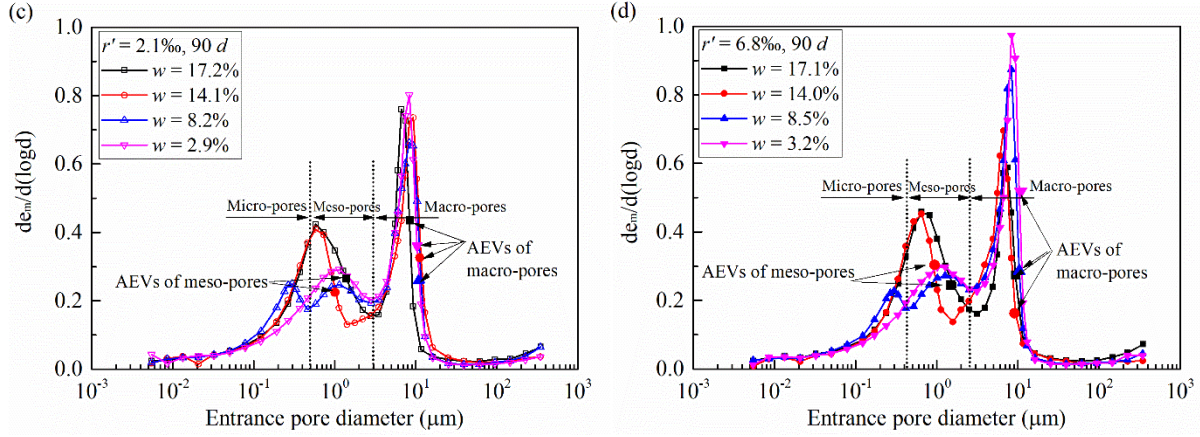 (c)
1.0
0.8
0.6
0.4
0.2
0.0
de_m/d(logd)
r' = 2.1‰, 90 d
w = 17.2%
w = 14.1%
w = 8.2%
w = 2.9%
Micro-pores
Meso-pores
Macro-pores
AEVs of
meso-pores
AEVs of
macro-pores
10⁻³ 10⁻² 10⁻¹ 10⁰ 10¹ 10² 10³
Entrance pore diameter (μm)
(d)
1.0
0.8
0.6
0.4
0.2
0.0
de_m/d(logd)
r' = 6.8‰, 90 d
w = 17.1%
w = 14.0%
w = 8.5%
w = 3.2%
Micro-pores
Meso-pores
Macro-pores
AEVs of meso-pores
AEVs of
macro-pores
10⁻³ 10⁻² 10⁻¹ 10⁰ 10¹ 10² 10³
Entrance pore diameter (μm)